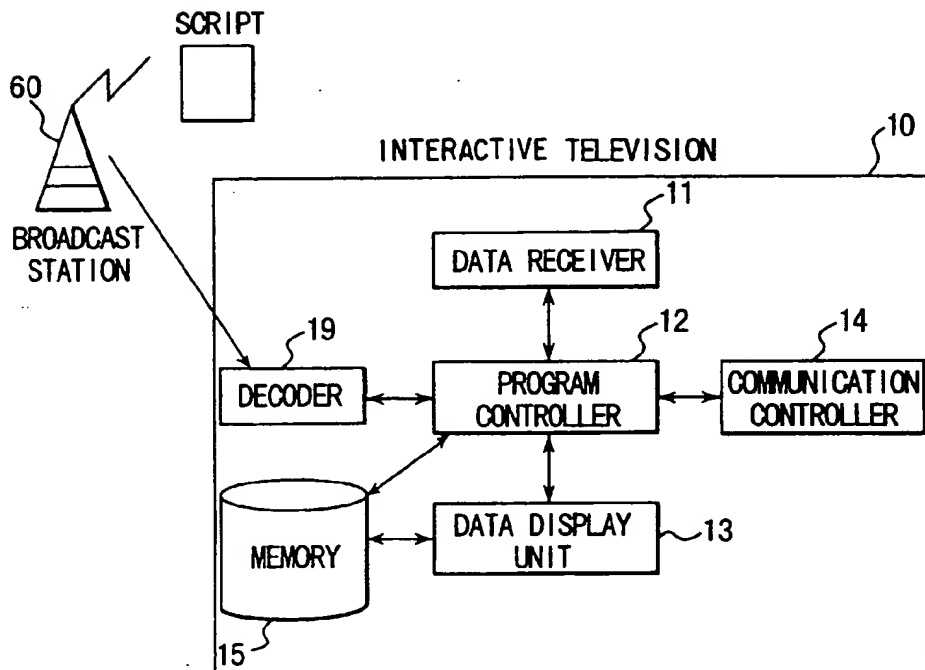 SCRIPT
60
BROADCAST
STATION
INTERACTIVE TELEVISION
10
11
DATA RECEIVER
19
DECODER
12
PROGRAM
CONTROLLER
14
COMMUNICATION
CONTROLLER
MEMORY
15
DATA DISPLAY
UNIT
13